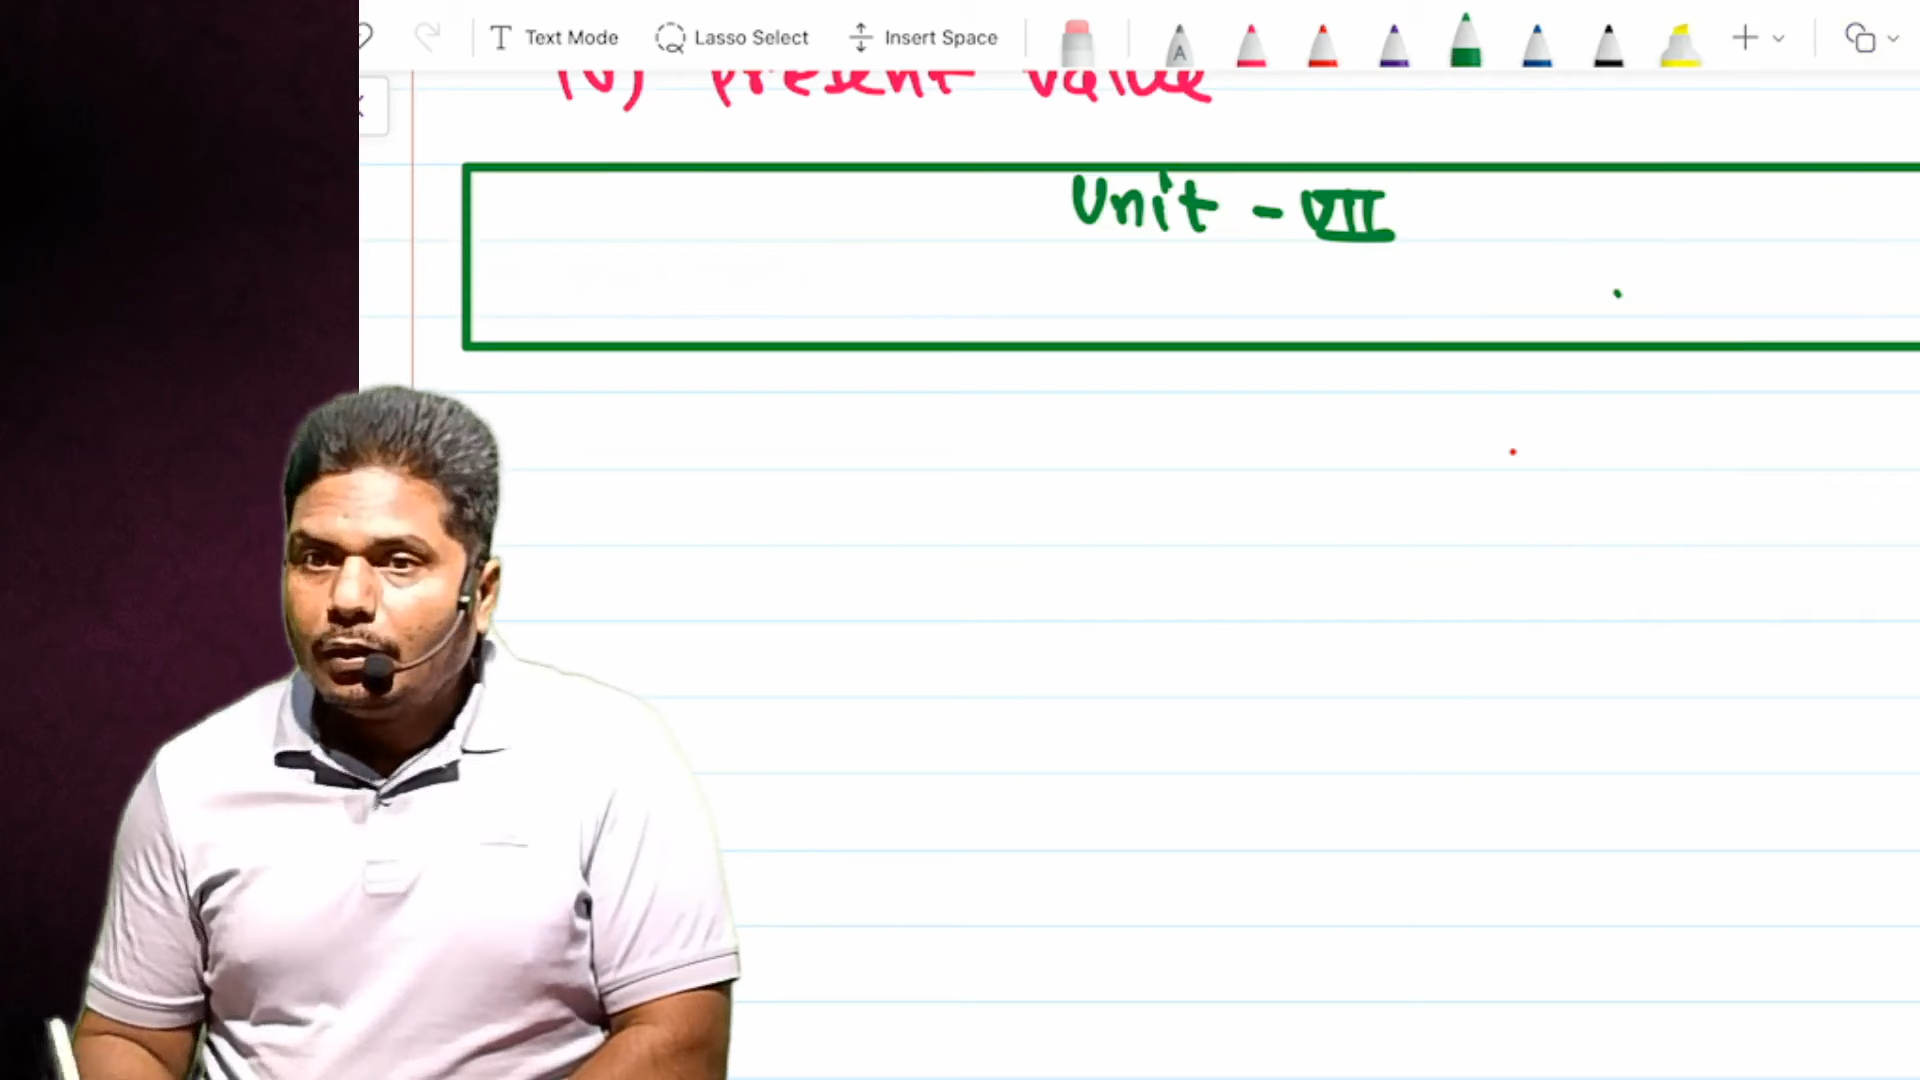 Text Mode Lasso Select Insert Space A
(v) present value
Unit - VII